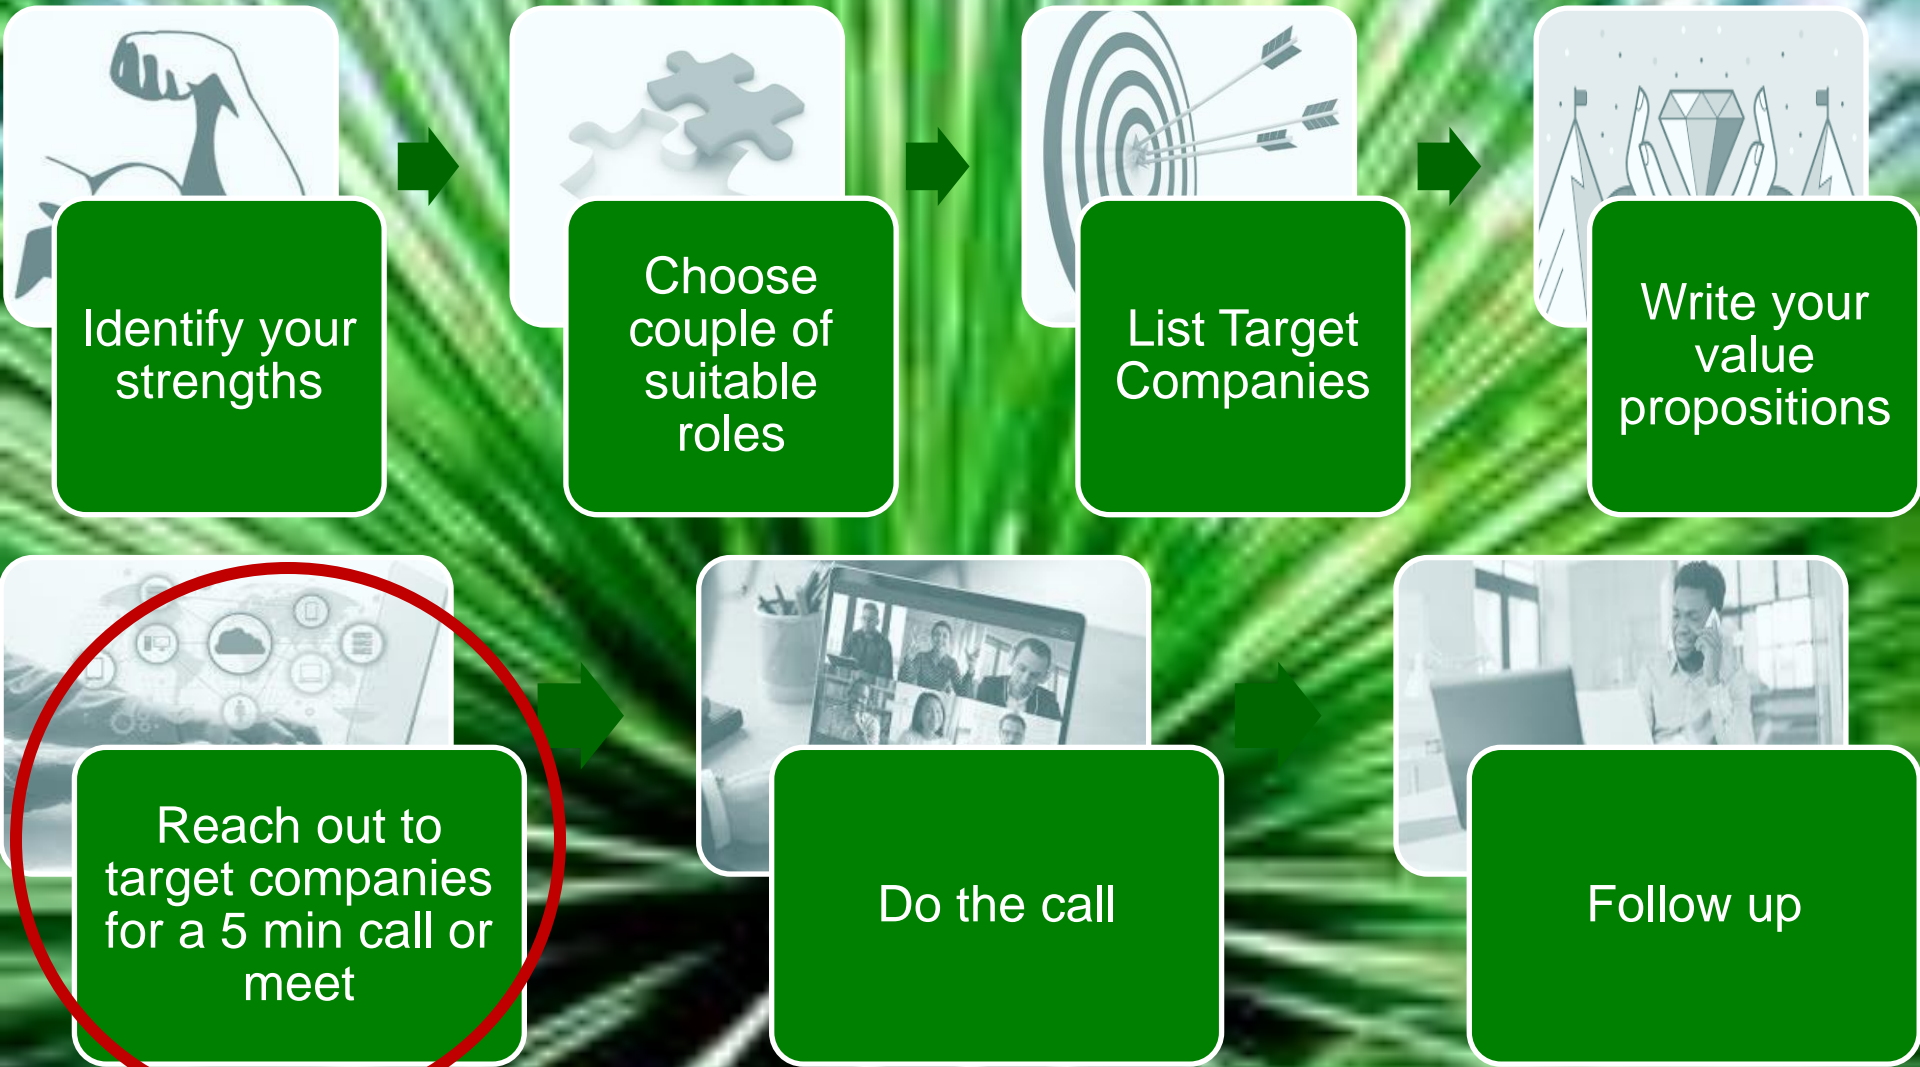 Identify your
strengths
Choose
couple of
suitable
roles
List Target
Companies
Write your
value
propositions
Reach out to
target companies
for a 5 min call or
meet
Do the call
Follow up